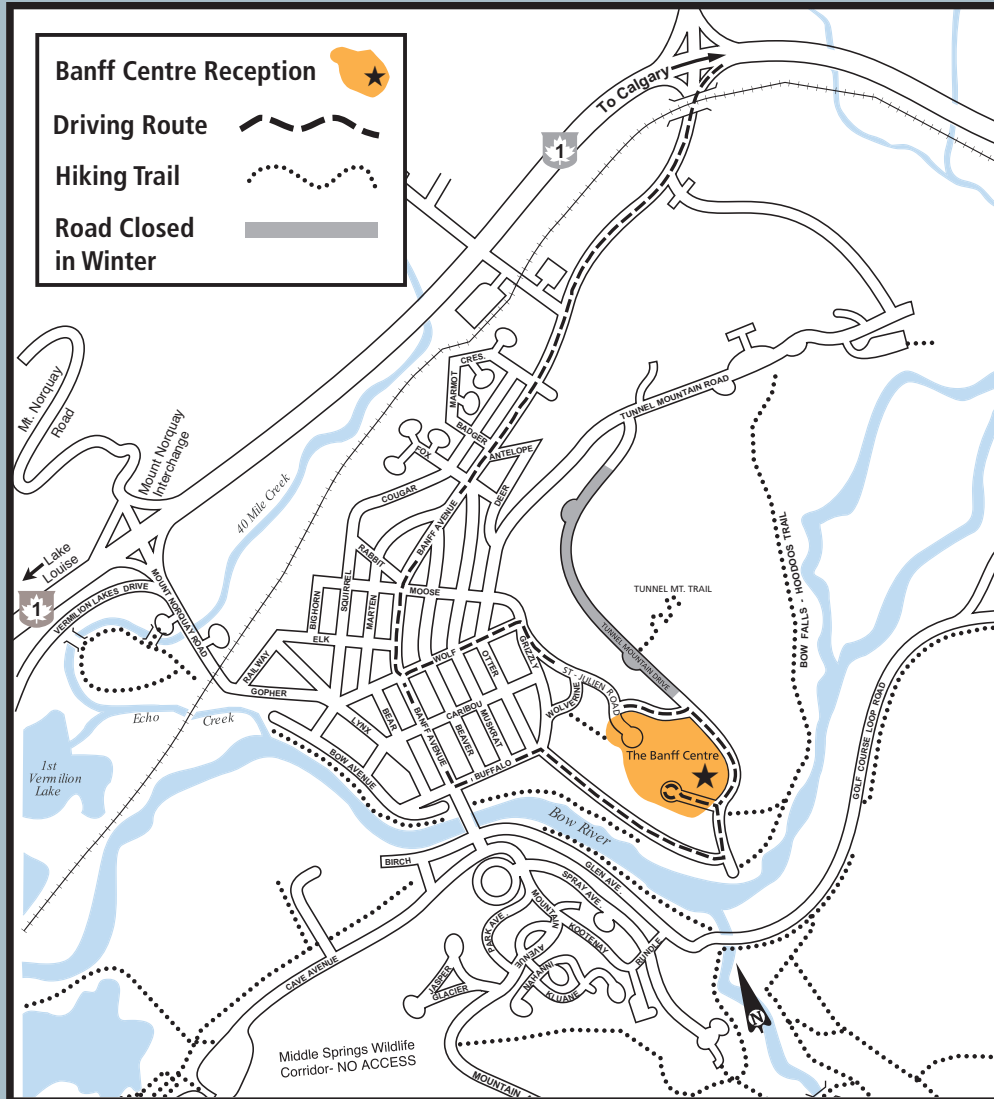 Banff Centre Reception
Driving Route
Hiking Trail
Road Closed
in Winter
To Calgary
1
Mt. Norquay
Road
Mount Norquay
Interchange
40 Mile Creek
Lake
Louise
1
VERMILION LAKES DRIVE
MOUNT NORQUAY ROAD
CRES.
MARMOT
BADGER
FOX
ANTELOPE
COUGAR
DEER
BANFF AVENUE
RABBIT
MOOSE
SQUIRREL
BIGHORN
MARTEN
ELK
RAILWAY
GOPHER
WOLF
OTTER
GRIZZLY
ST - JULIEN ROAD
WOLVERINE
LYNX
BEAR
BANFF AVENUE
CARIBOU
BEAVER
MUSKRAT
BUFFALO
BOW AVENUE
TUNNEL MOUNTAIN ROAD
TUNNEL MT. TRAIL
TUNNEL MOUNTAIN DRIVE
BOW FALLS - HOODOOS TRAIL
GOLF COURSE LOOP ROAD
The Banff Centre
Echo Creek
1st
Vermilion
Lake
Bow River
BIRCH
GLEN AVE.
SPRAY AVE.
MOUNTAIN
AVENUE
PARK AVE.
KOOTENAY
RUNDLE
NAHANNI
KLUANE
JASPER
GLACIER
CAVE AVENUE
N
Middle Springs Wildlife
Corridor- NO ACCESS
MOUNTAIN